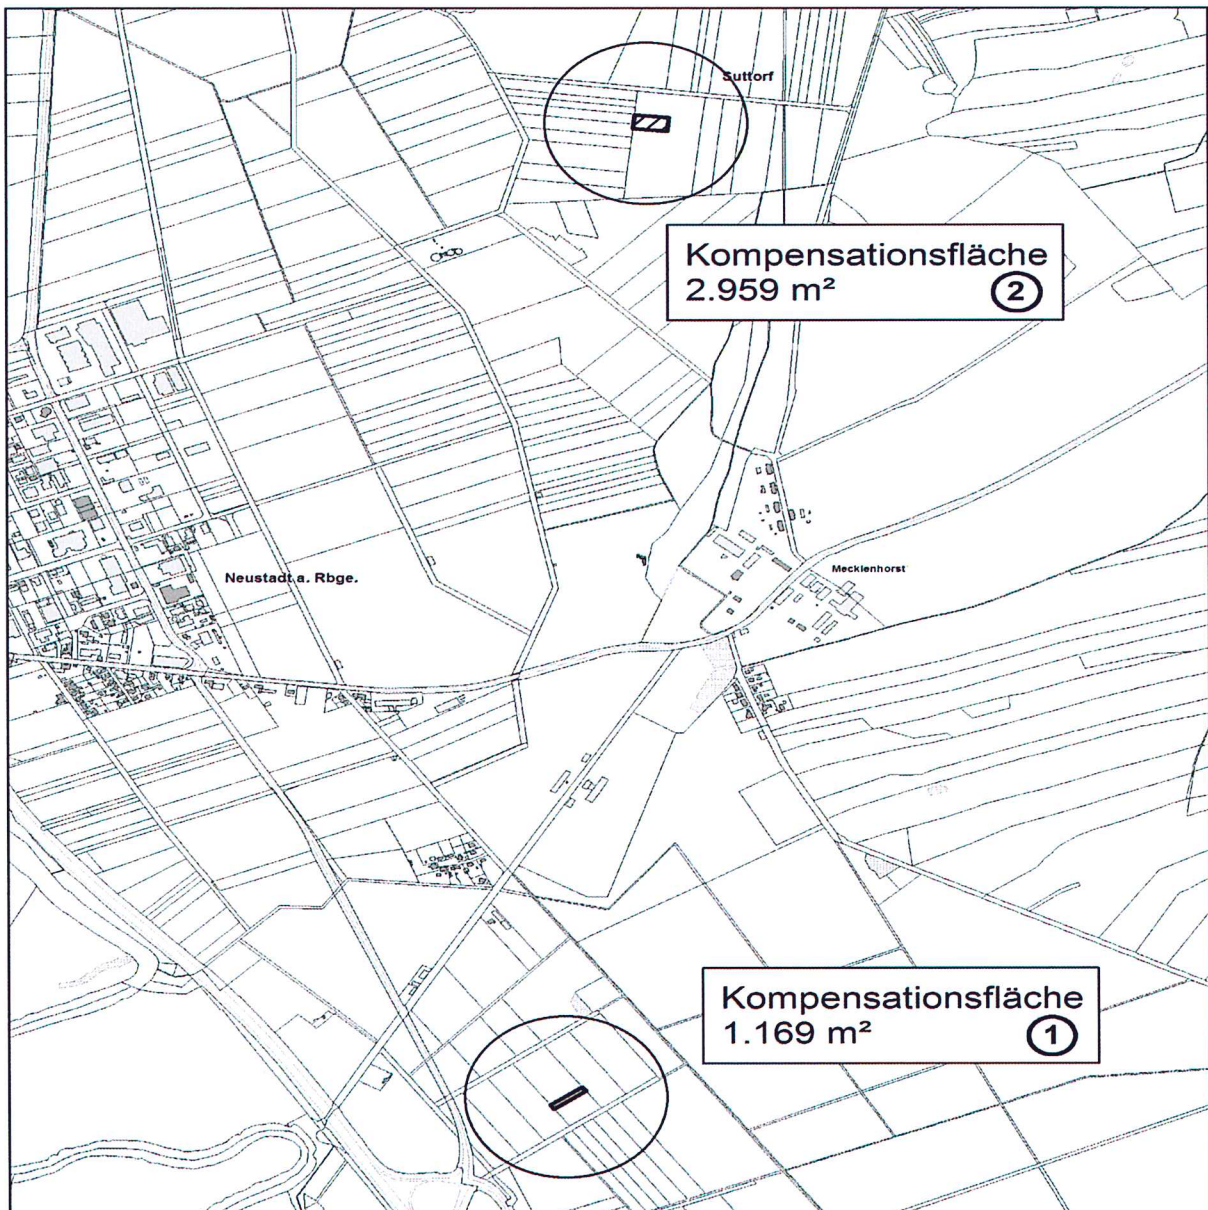 Suttorf
Kompensationsfläche
2.959 m²
2
Neustadt a. Rbge.
Mecklenhorst
Kompensationsfläche
1.169 m²
1